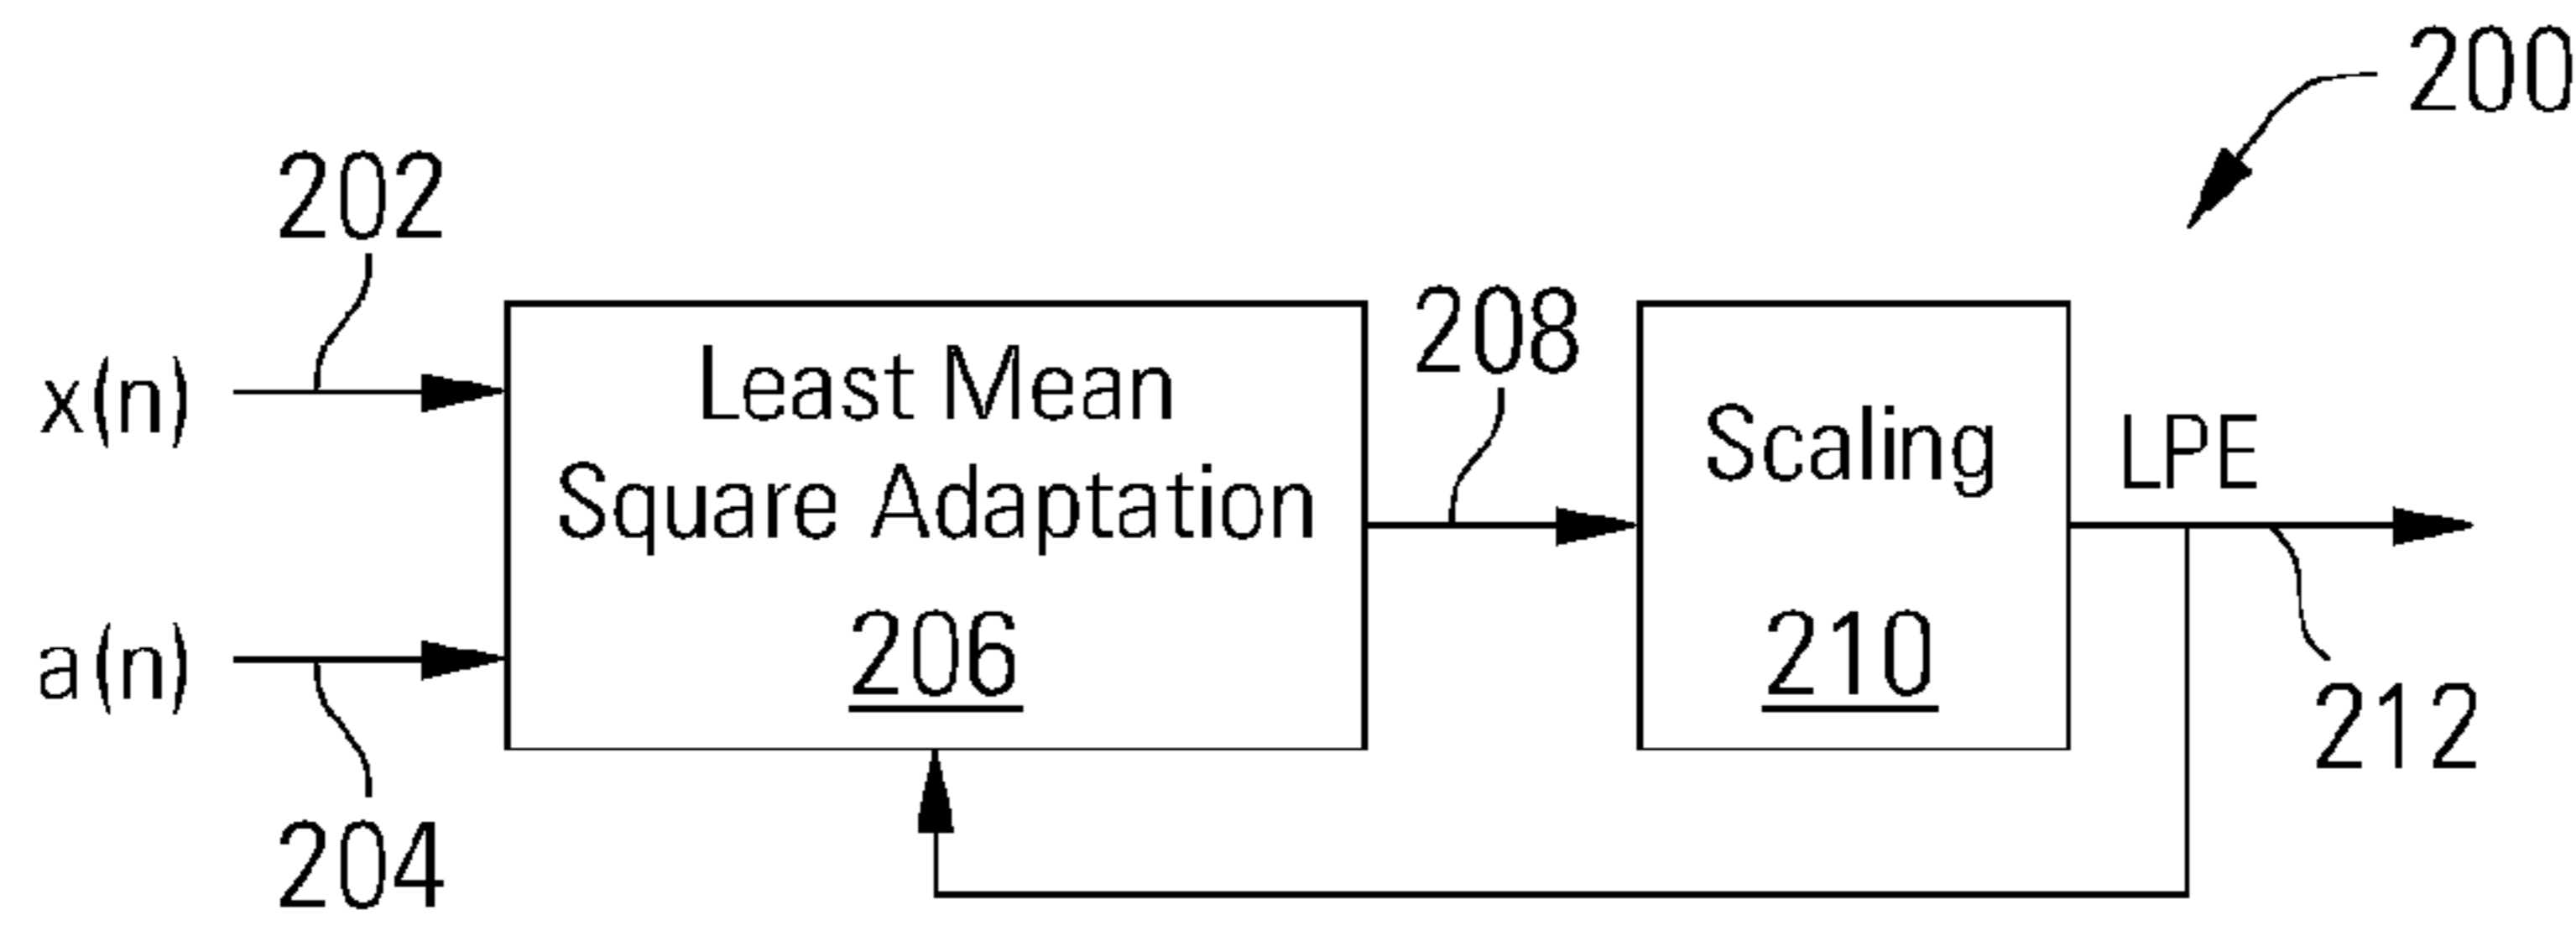 200
202
x(n)
Least Mean
Square Adaptation
206
208
Scaling
210
LPE
a(n)
204
212